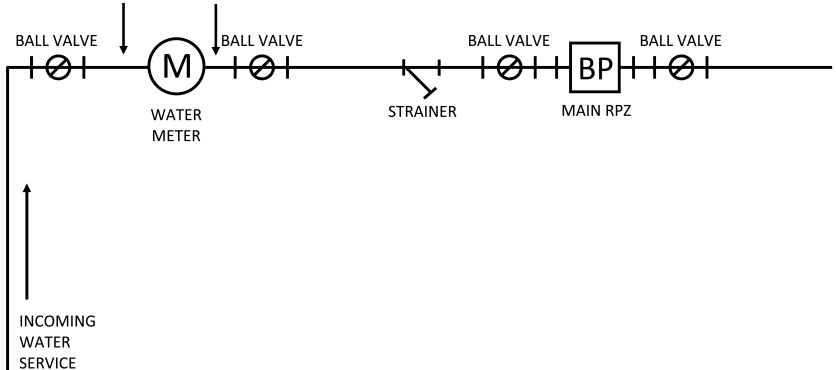 BALL VALVE
BALL VALVE
BALL VALVE
BALL VALVE
M
BP
WATER
METER
STRAINER
MAIN RPZ
INCOMING
WATER
SERVICE